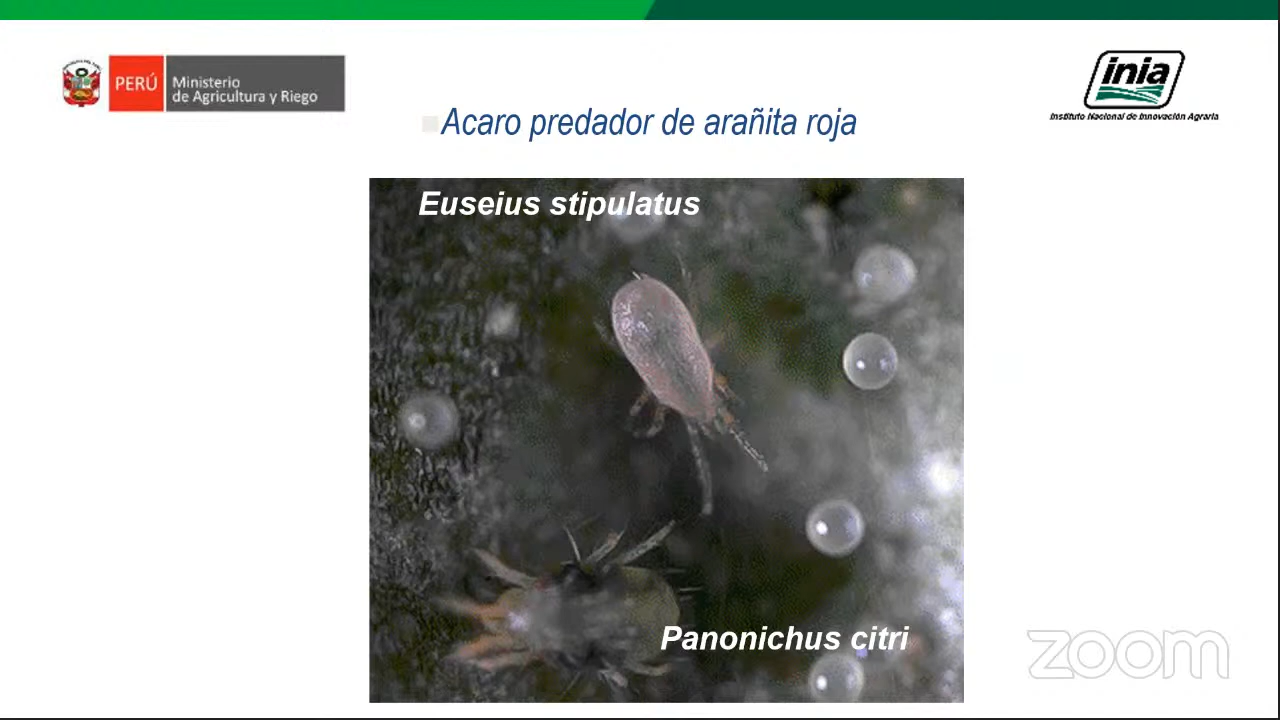 PERÚ
Ministerio
de Agricultura y Riego
inia
Instituto Nacional de Innovación Agraria
Acaro predador de arañita roja
Euseius stipulatus
Panonichus citri
zoom